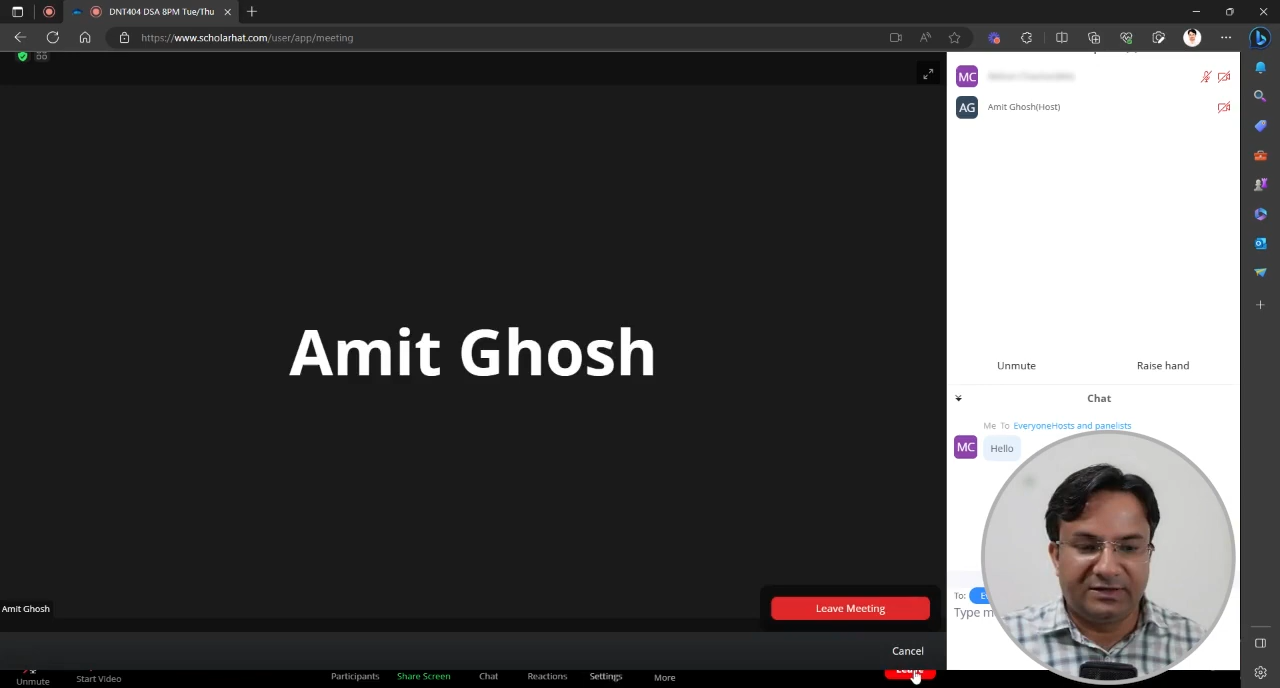 DNT404 DSA 8PM Tue/Thu
https://www.scholarhat.com/user/app/meeting
MC
AG
Amit Ghosh(Host)
Amit Ghosh
Unmute
Raise hand
Chat
Me To EveryoneHosts and panelists
MC
Hello
To:
Type
Amit Ghosh
Leave Meeting
Cancel
Unmute
Start Video
Participants
Share Screen
Chat
Reactions
Settings
More
Leave